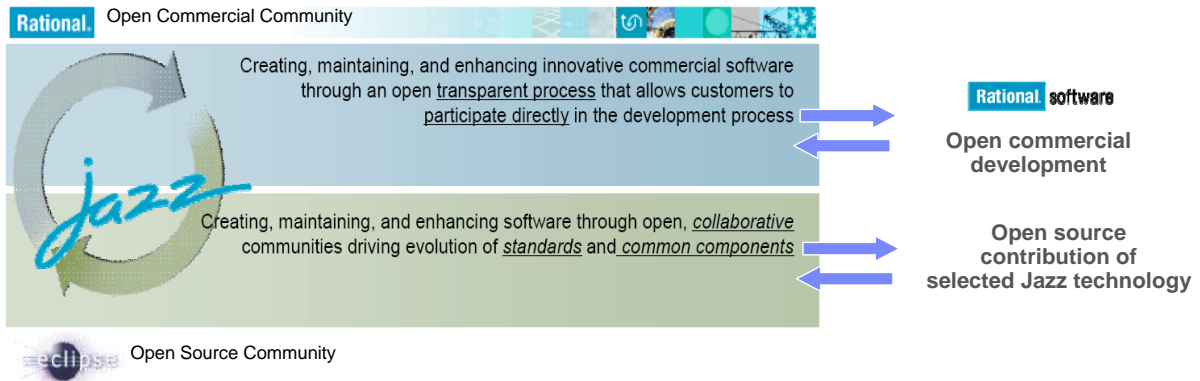 Rational. Open Commercial Community
Creating, maintaining, and enhancing innovative commercial software
through an open transparent process that allows customers to
participate directly in the development process
Rational. software
Open commercial
development
jazz
Creating, maintaining, and enhancing software through open, collaborative
communities driving evolution of standards and common components
Open source
contribution of
selected Jazz technology
eclipse Open Source Community